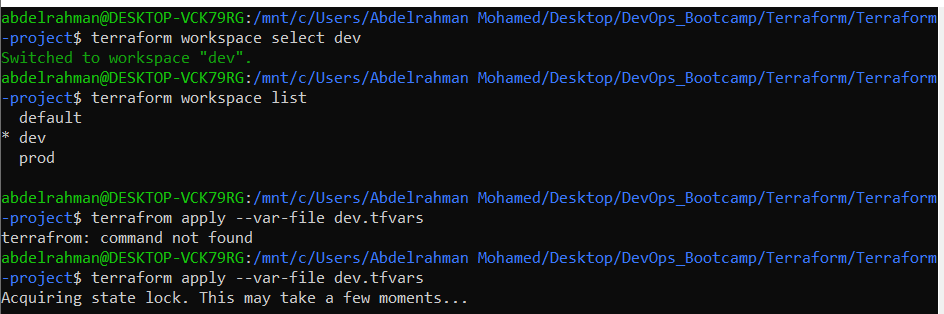 abdelrahman@DESKTOP-VCK79RG:/mnt/c/Users/Abdelrahman Mohamed/Desktop/DevOps_Bootcamp/Terraform/Terraform
-project$ terraform workspace select dev
Switched to workspace "dev".
abdelrahman@DESKTOP-VCK79RG:/mnt/c/Users/Abdelrahman Mohamed/Desktop/DevOps_Bootcamp/Terraform/Terraform
-project$ terraform workspace list
  default
* dev
  prod

abdelrahman@DESKTOP-VCK79RG:/mnt/c/Users/Abdelrahman Mohamed/Desktop/DevOps_Bootcamp/Terraform/Terraform
-project$ terrafrom apply --var-file dev.tfvars
terrafrom: command not found
abdelrahman@DESKTOP-VCK79RG:/mnt/c/Users/Abdelrahman Mohamed/Desktop/DevOps_Bootcamp/Terraform/Terraform
-project$ terraform apply --var-file dev.tfvars
Acquiring state lock. This may take a few moments...